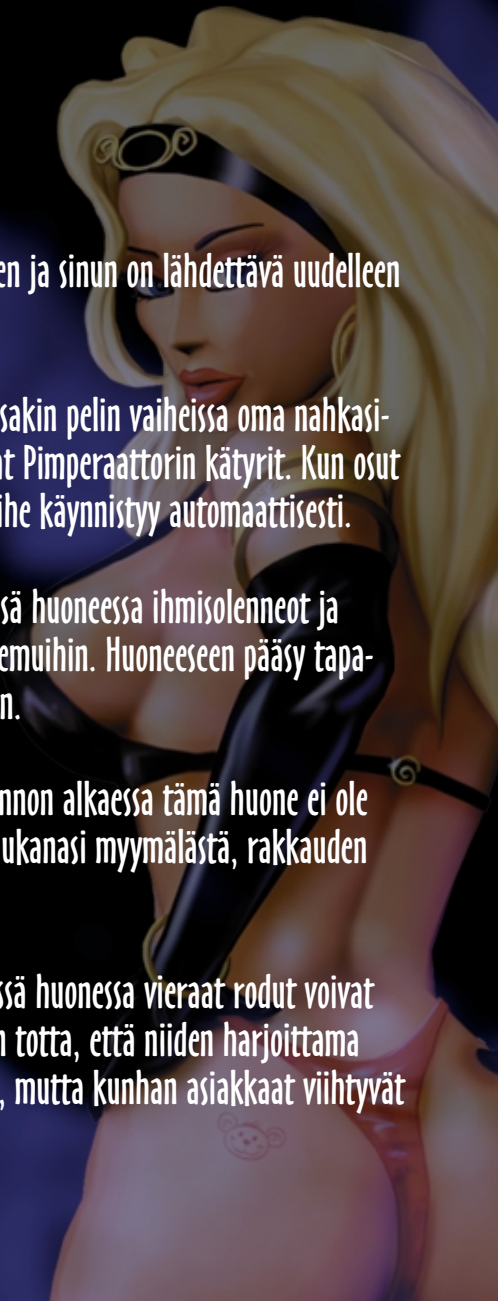 en ja sinun on lähdettävä uudelleen
sakin pelin vaiheissa oma nahkasi-
at Pimperaattorin kätyrit. Kun osut
ihe käynnistyy automaattisesti.
sä huoneessa ihmisolenneot ja
emuihin. Huoneeseen pääsy tapa-
n.
nnon alkaessa tämä huone ei ole
ukanasi myymälästä, rakkauden
ssä huonessa vieraat rodut voivat
n totta, että niiden harjoittama
, mutta kunhan asiakkaat viihtyvät